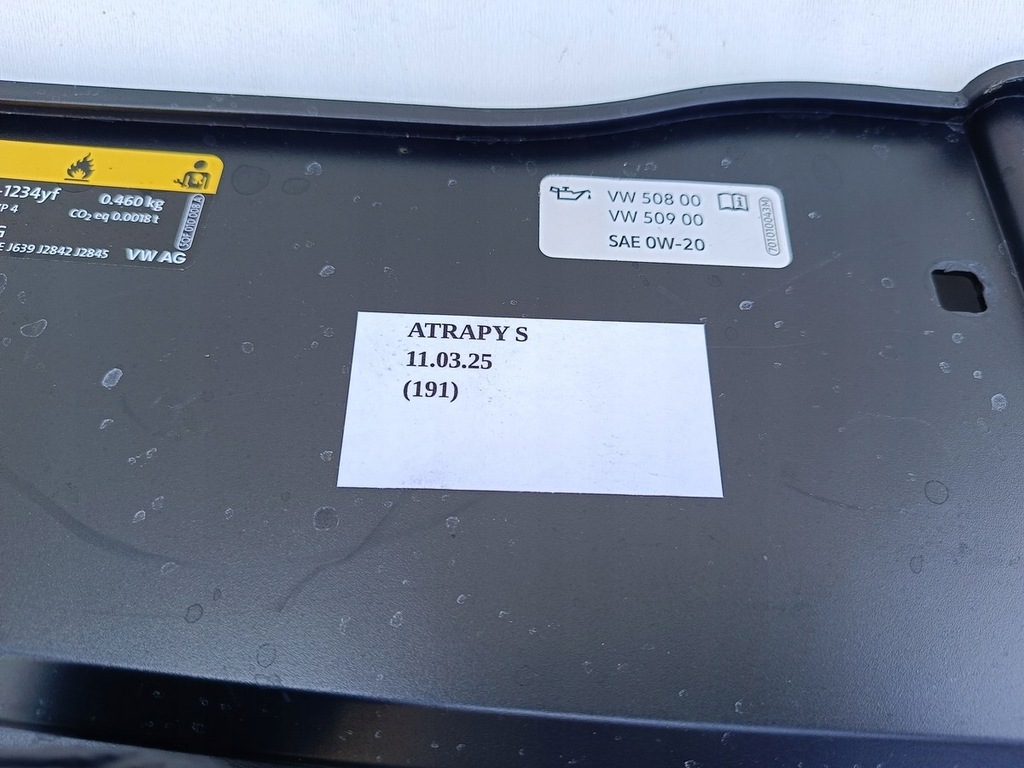 -1234yf
0.460 kg
CO₂ eq 0.0018 t
VW AG
J639 J2842 J2845
VW 508 00
VW 509 00
SAE 0W-20
701010043M
ATRAPY S
11.03.25
(191)